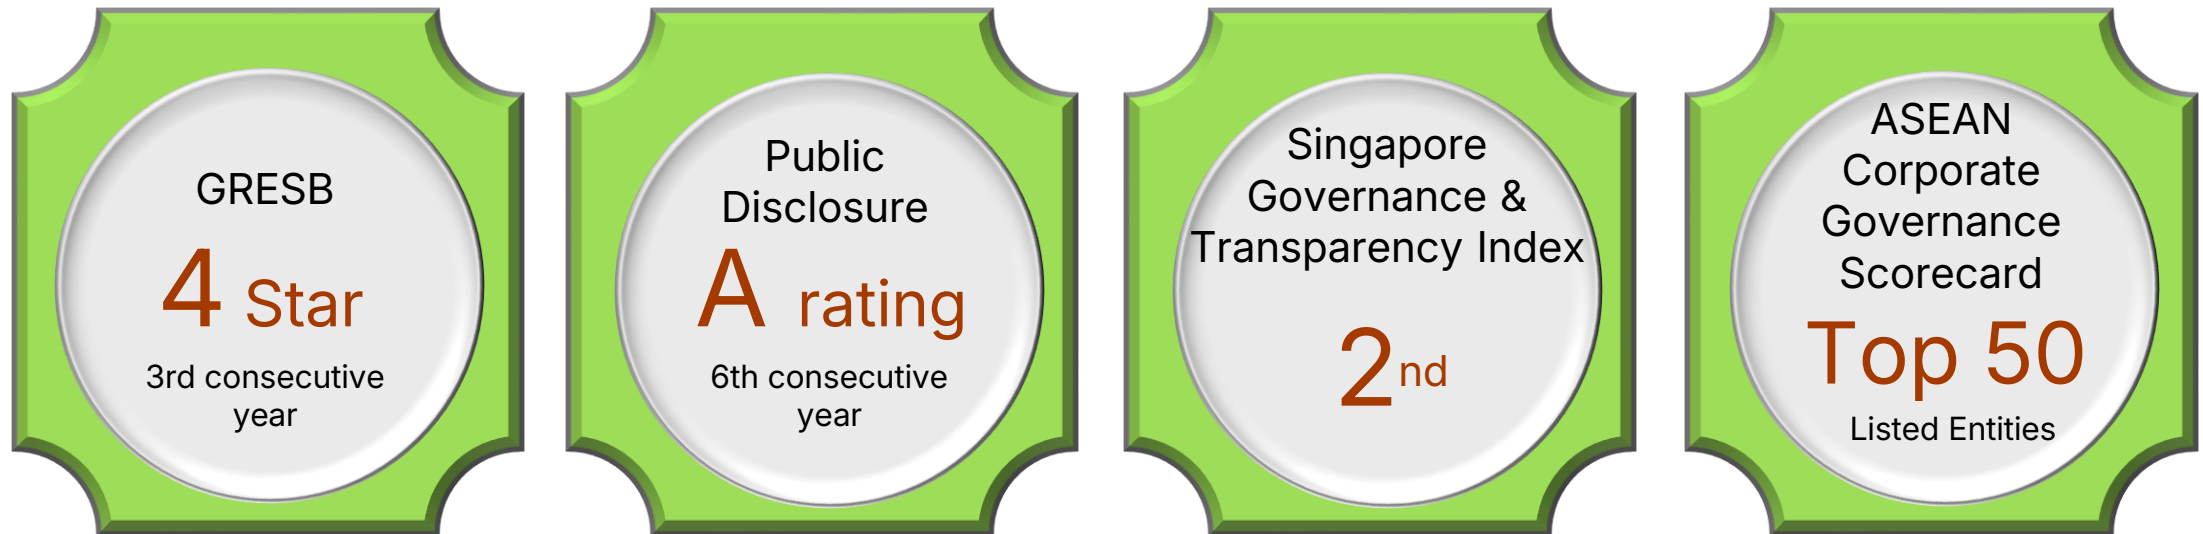 GRESB
4 Star
3rd consecutive
year
Public
Disclosure
A rating
6th consecutive
year
Singapore
Governance &
Transparency Index
2nd
ASEAN
Corporate
Governance
Scorecard
Top 50
Listed Entities